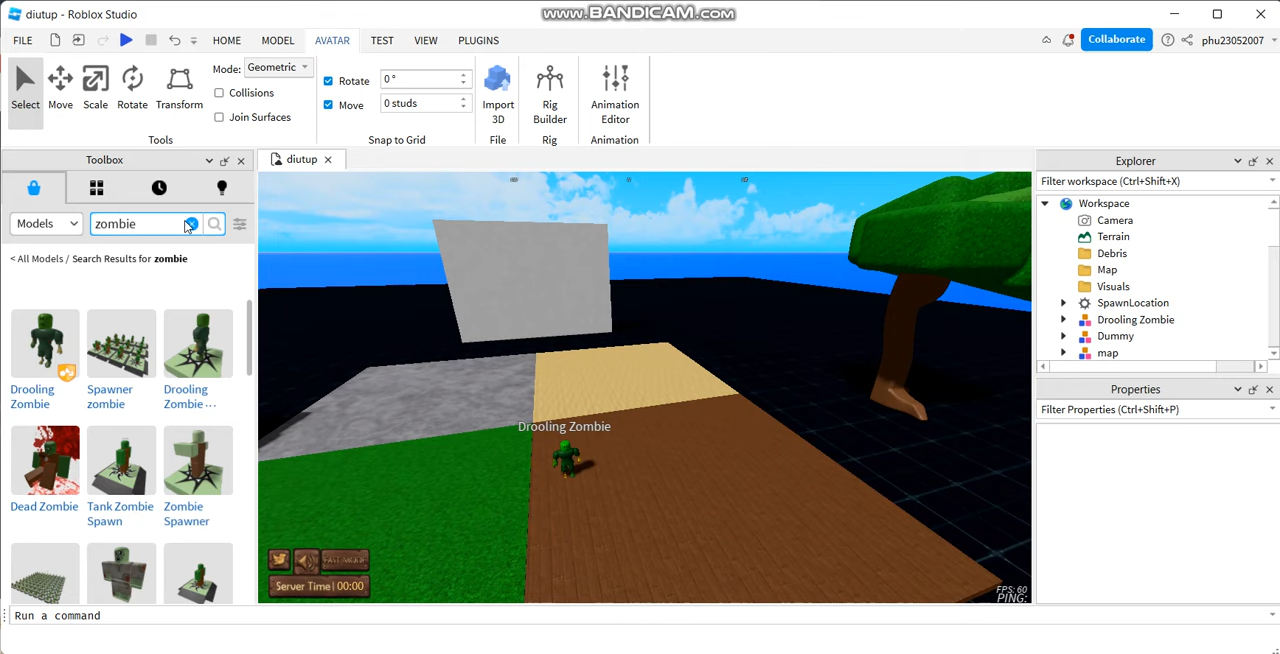 diutup - Roblox Studio
www.BANDICAM.com
FILE
HOME
MODEL
AVATAR
TEST
VIEW
PLUGINS
Collaborate
phu23052007
Select
Move
Scale
Rotate
Transform
Mode: Geometric
Collisions
Join Surfaces
Tools
Rotate 0 °
Move 0 studs
Snap to Grid
Import
3D
File
Rig
Builder
Rig
Animation
Editor
Animation
Toolbox
Models
zombie
< All Models / Search Results for zombie
Drooling
Zombie
Spawner
zombie
Drooling
Zombie ...
Dead Zombie
Tank Zombie
Spawn
Zombie
Spawner
diutup
Drooling Zombie
FAST MODE
Server Time | 00:00
FPS: 60
PING:
Explorer
Filter workspace (Ctrl+Shift+X)
Workspace
Camera
Terrain
Debris
Map
Visuals
SpawnLocation
Drooling Zombie
Dummy
map
Properties
Filter Properties (Ctrl+Shift+P)
Run a command